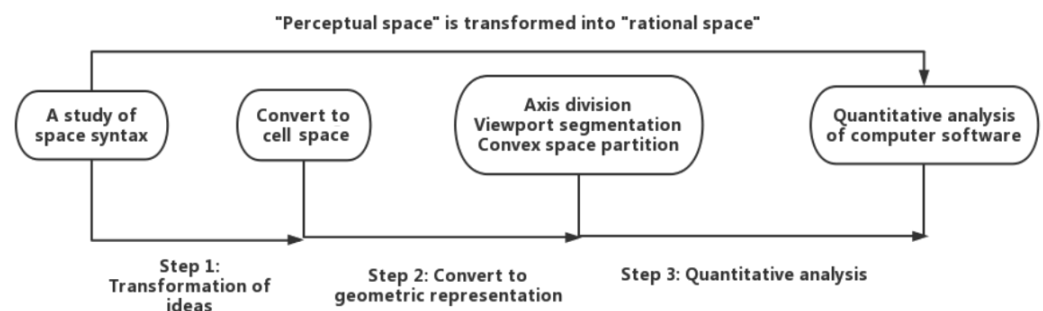 "Perceptual space" is transformed into "rational space"
A study of
space syntax
Convert to
cell space
Axis division
Viewport segmentation
Convex space partition
Quantitative analysis
of computer software
Step 1:
Transformation of
ideas
Step 2: Convert to
geometric representation
Step 3: Quantitative analysis